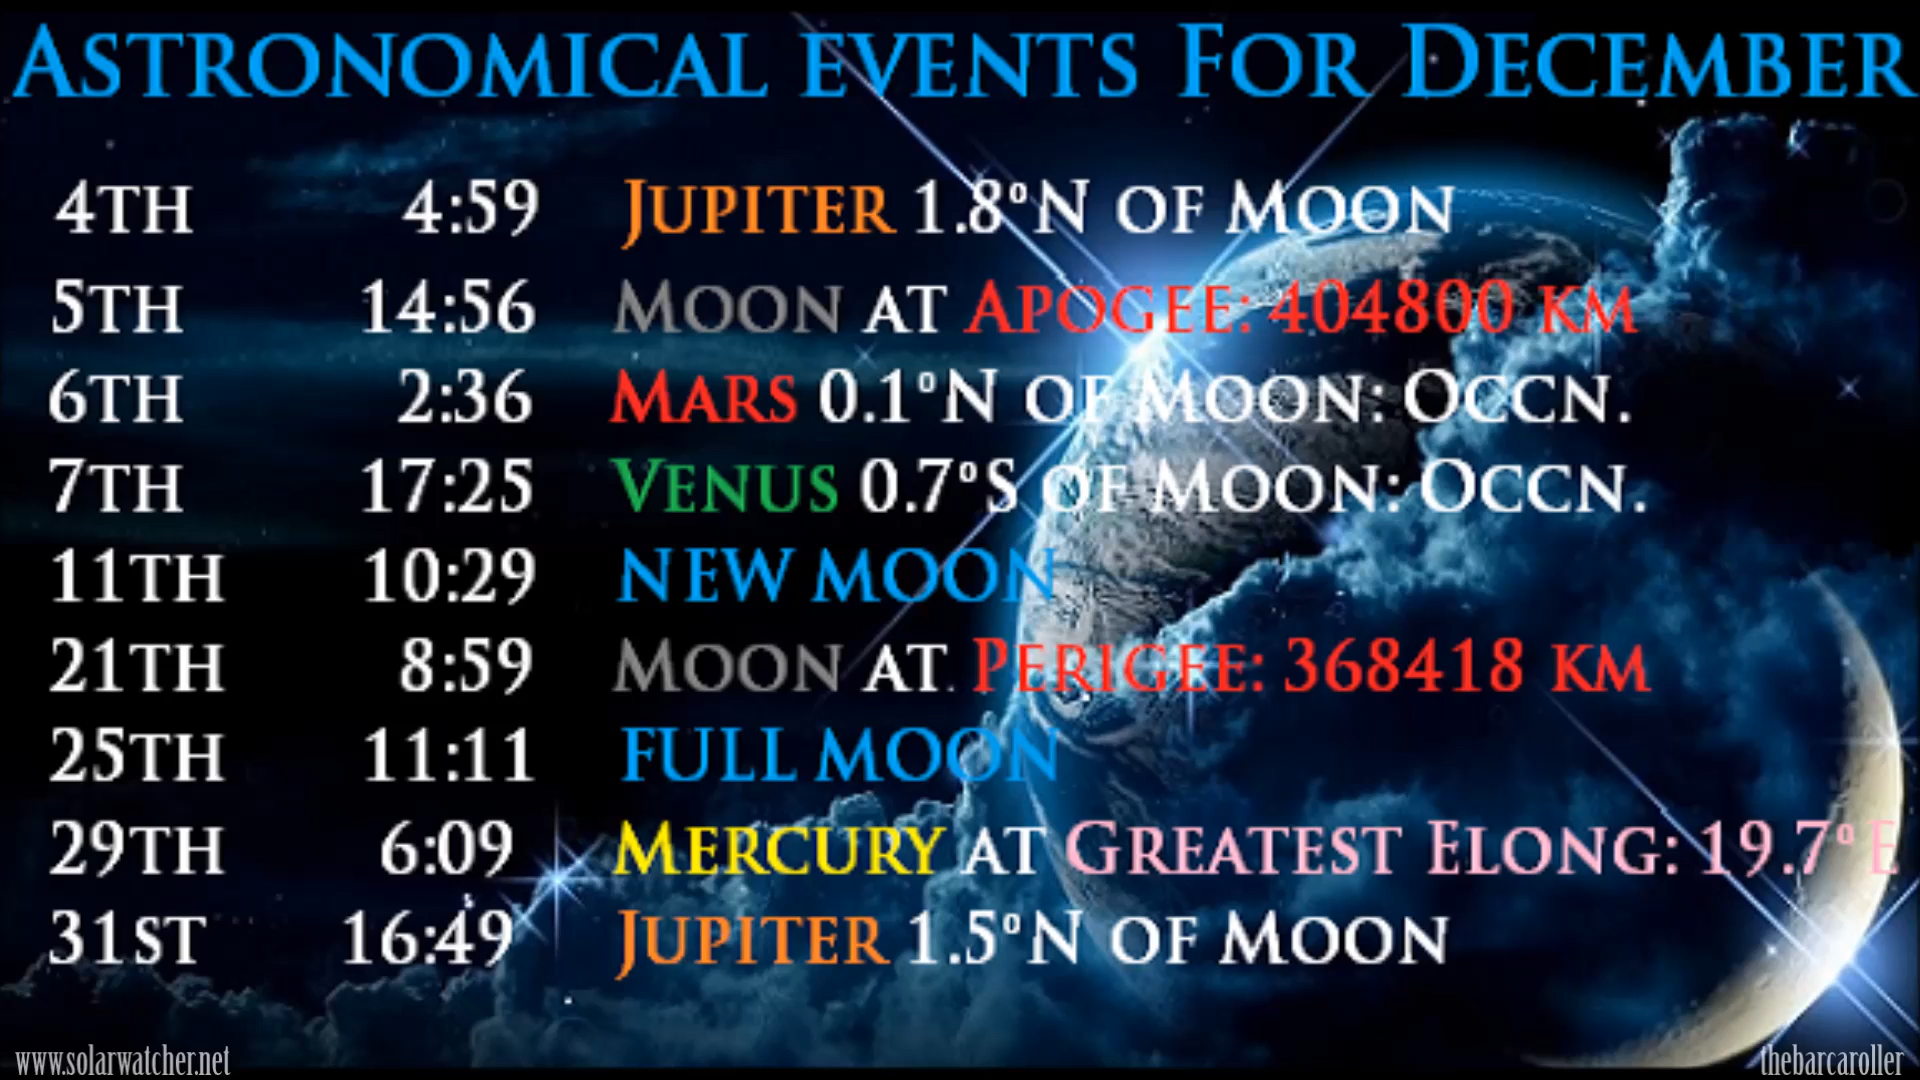 ASTRONOMICAL EVENTS FOR DECEMBER
4TH 4:59 JUPITER 1.8°N OF MOON
5TH 14:56 MOON AT APOGEE: 404800 KM
6TH 2:36 MARS 0.1°N OF MOON: OCCN.
7TH 17:25 VENUS 0.7°S OF MOON: OCCN.
11TH 10:29 NEW MOON
21TH 8:59 MOON AT PERIGEE: 368418 KM
25TH 11:11 FULL MOON
29TH 6:09 MERCURY AT GREATEST ELONG: 19.7° E
31ST 16:49 JUPITER 1.5°N OF MOON
www.solarwatcher.net
thebarcaroller